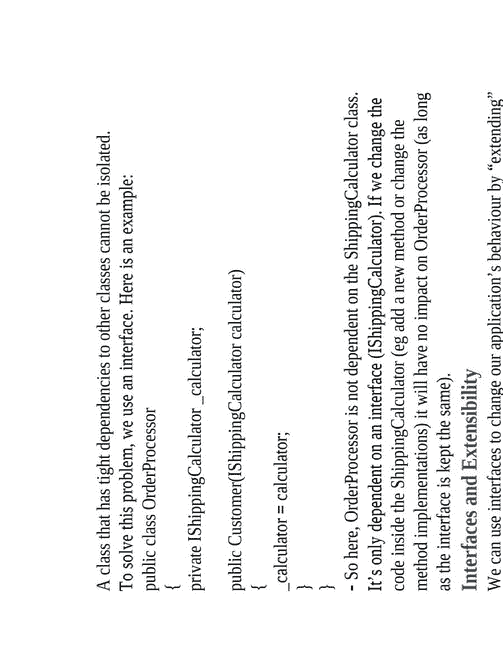 A class that has tight dependencies to other classes cannot be isolated.
To solve this problem, we use an interface. Here is an example:
public class OrderProcessor
{
private IShippingCalculator _calculator;
public Customer(IShippingCalculator calculator)
{
_calculator = calculator;
}
}
- So here, OrderProcessor is not dependent on the ShippingCalculator class.
It's only dependent on an interface (IShippingCalculator). If we change the
code inside the ShippingCalculator (eg add a new method or change the
method implementations) it will have no impact on OrderProcessor (as long
as the interface is kept the same).
Interfaces and Extensibility
We can use interfaces to change our application's behaviour by “extending”